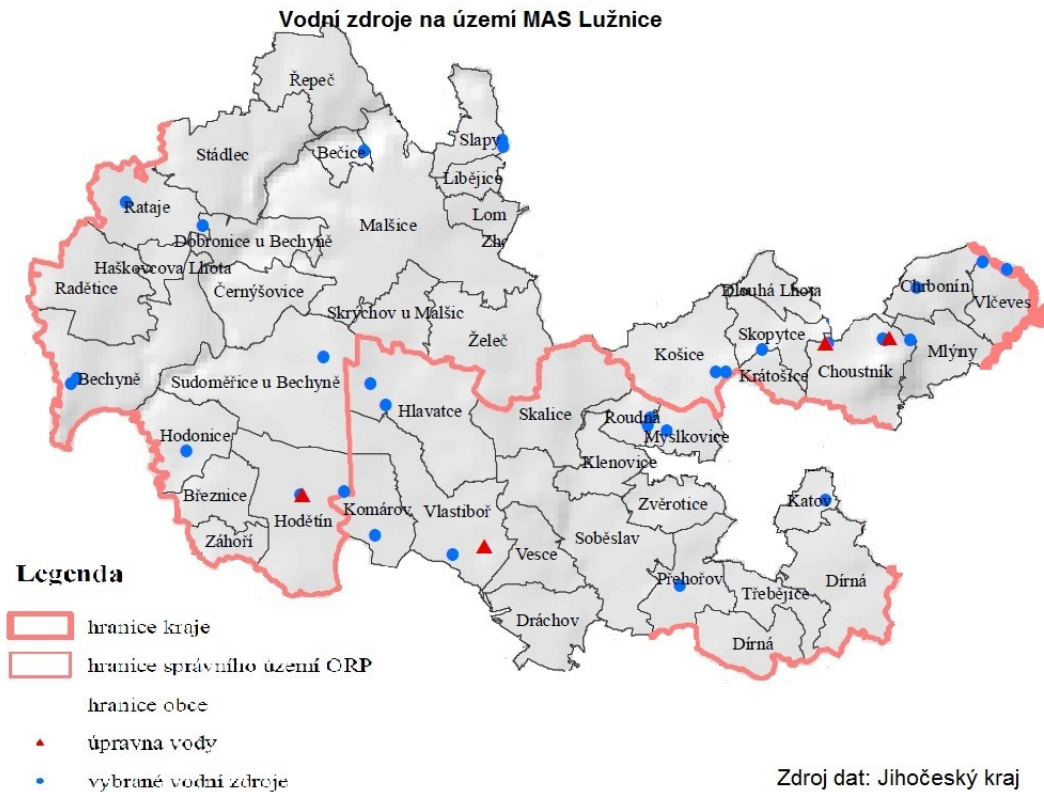 Vodní zdroje na území MAS Lužnice
Řepeč
Stádlec
Bečice
Slapy
Libějice
Rataje
Lom
Malšice
Zho
Dobronice u Bechyně
Haškovcova Lhota
Radětice
Černýšovice
Dlouhá Lhota
Chrbonín
Vlčeves
Skrýchov u Malšic
Želeč
Skopytce
Košice
Mlýny
Choustník
Krátošice
Bechyně
Sudoměřice u Bechyně
Hlavatce
Skalice
Roudná
Myslkovice
Hodonice
Klenovice
Březnice
Zvěrotice
Katov
Komárov
Vlastiboř
Soběslav
Hodětín
Záhoří
Vesce
Přehořov
Třebějice
Dírná
Dráchov
Dírná
Legenda
hranice kraje
hranice správního území ORP
hranice obce
úpravna vody
vybrané vodní zdroje
Zdroj dat: Jihočeský kraj